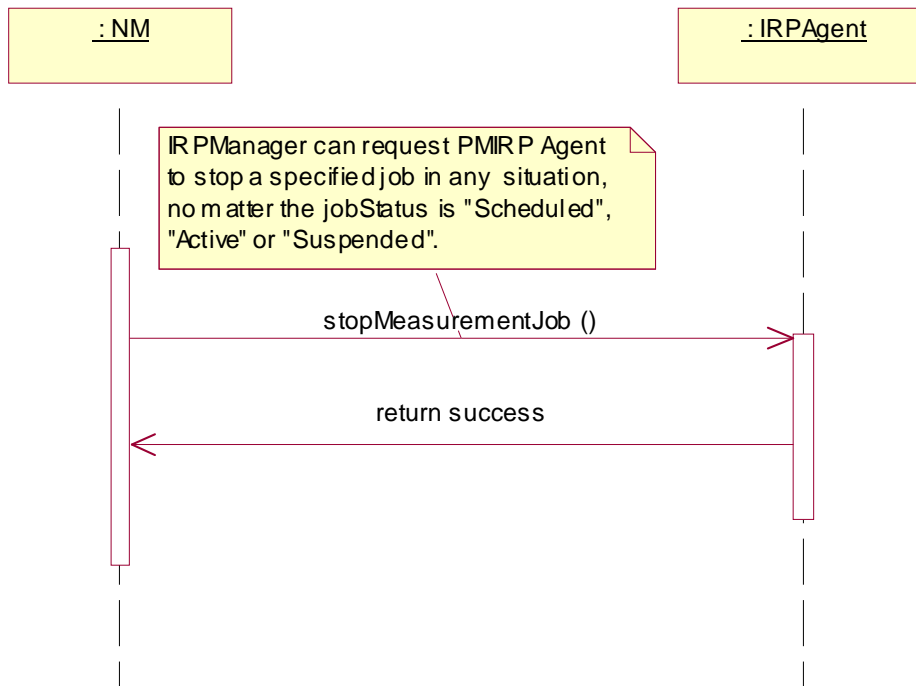 : NM
: IRPAgent
IRPManager can request PMIRP Agent
to stop a specified job in any situation,
no matter the jobStatus is "Scheduled",
"Active" or "Suspended".
stopMeasurementJob ()
return success